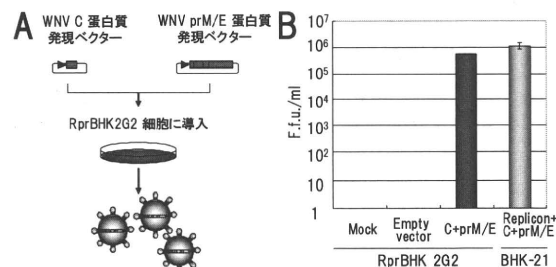 A
WNV C 蛋白質
発現ベクター
WNV prM/E 蛋白質
発現ベクター
RprBHK2G2 細胞に導入
B
F.f.u./ml
10⁷
10⁶
10⁵
10⁴
10³
10²
10
1
Mock
Empty vector
C+prM/E
Replicon+
C+prM/E
RprBHK 2G2
BHK-21